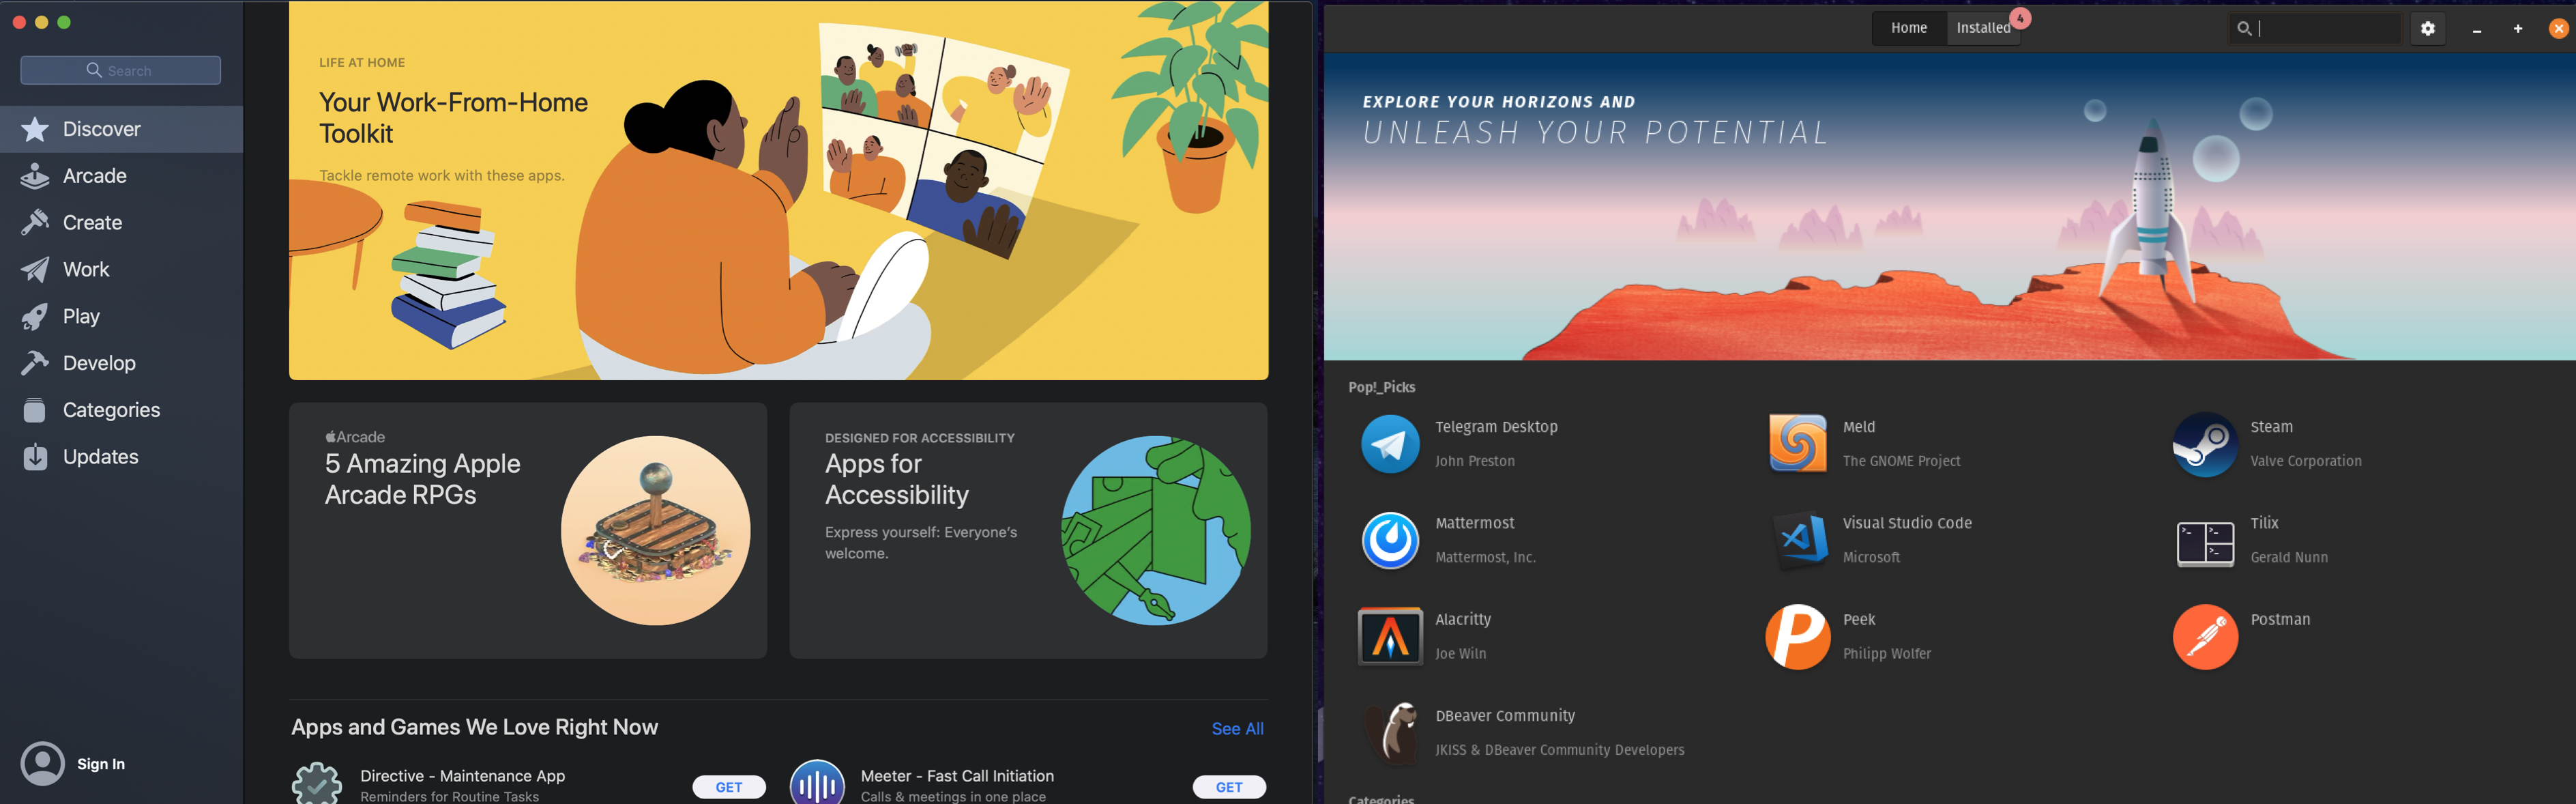 Search
Discover
Arcade
Create
Work
Play
Develop
Categories
Updates
Sign In
LIFE AT HOME
Your Work-From-Home
Toolkit
Tackle remote work with these apps.
Arcade
5 Amazing Apple
Arcade RPGs
DESIGNED FOR ACCESSIBILITY
Apps for
Accessibility
Express yourself: Everyone's
welcome.
Apps and Games We Love Right Now
See All
Directive - Maintenance App
Reminders for Routine Tasks
GET
Meeter - Fast Call Initiation
Calls & meetings in one place
GET
Home
Installed
4
EXPLORE YOUR HORIZONS AND
UNLEASH YOUR POTENTIAL
Pop!_Picks
Telegram Desktop
John Preston
Meld
The GNOME Project
Steam
Valve Corporation
Mattermost
Mattermost, Inc.
Visual Studio Code
Microsoft
Tilix
Gerald Nunn
Alacritty
Joe Wiln
Peek
Philipp Wolfer
Postman
DBeaver Community
JKISS & DBeaver Community Developers
Categories